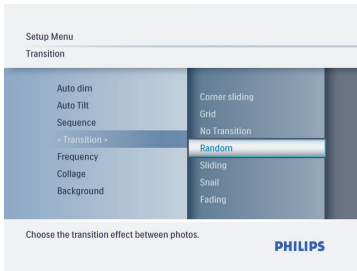 Setup Menu
Transition
Auto dim
Auto Tilt
Sequence
< Transition >
Frequency
Collage
Background
Corner sliding
Grid
No Transition
Random
Sliding
Snail
Fading
Choose the transition effect between photos.
PHILIPS